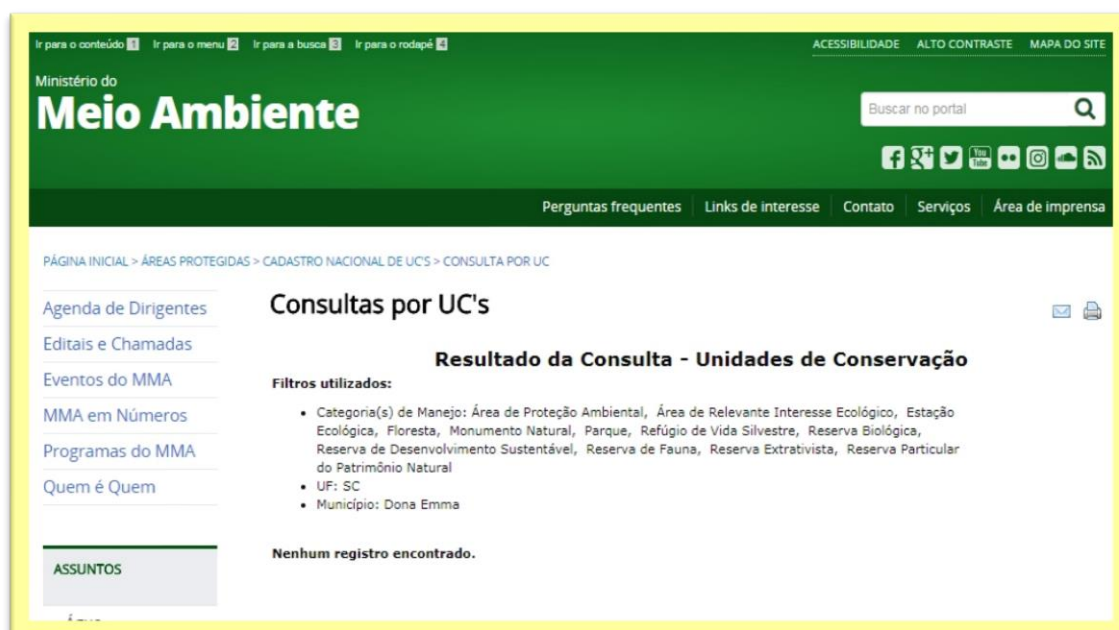 Ir para o conteúdo 1 Ir para o menu 2 Ir para a busca 3 Ir para o rodapé 4 ACESSIBILIDADE ALTO CONTRASTE MAPA DO SITE
Ministério do
Meio Ambiente
Buscar no portal
You Tube
Perguntas frequentes Links de interesse Contato Serviços Área de imprensa
PÁGINA INICIAL > ÁREAS PROTEGIDAS > CADASTRO NACIONAL DE UC'S > CONSULTA POR UC
Agenda de Dirigentes
Editais e Chamadas
Eventos do MMA
MMA em Números
Programas do MMA
Quem é Quem
ASSUNTOS
Consultas por UC's
Resultado da Consulta - Unidades de Conservação
Filtros utilizados:
• Categoria(s) de Manejo: Área de Proteção Ambiental, Área de Relevante Interesse Ecológico, Estação
Ecológica, Floresta, Monumento Natural, Parque, Refúgio de Vida Silvestre, Reserva Biológica,
Reserva de Desenvolvimento Sustentável, Reserva de Fauna, Reserva Extrativista, Reserva Particular
do Patrimônio Natural
• UF: SC
• Município: Dona Emma
Nenhum registro encontrado.